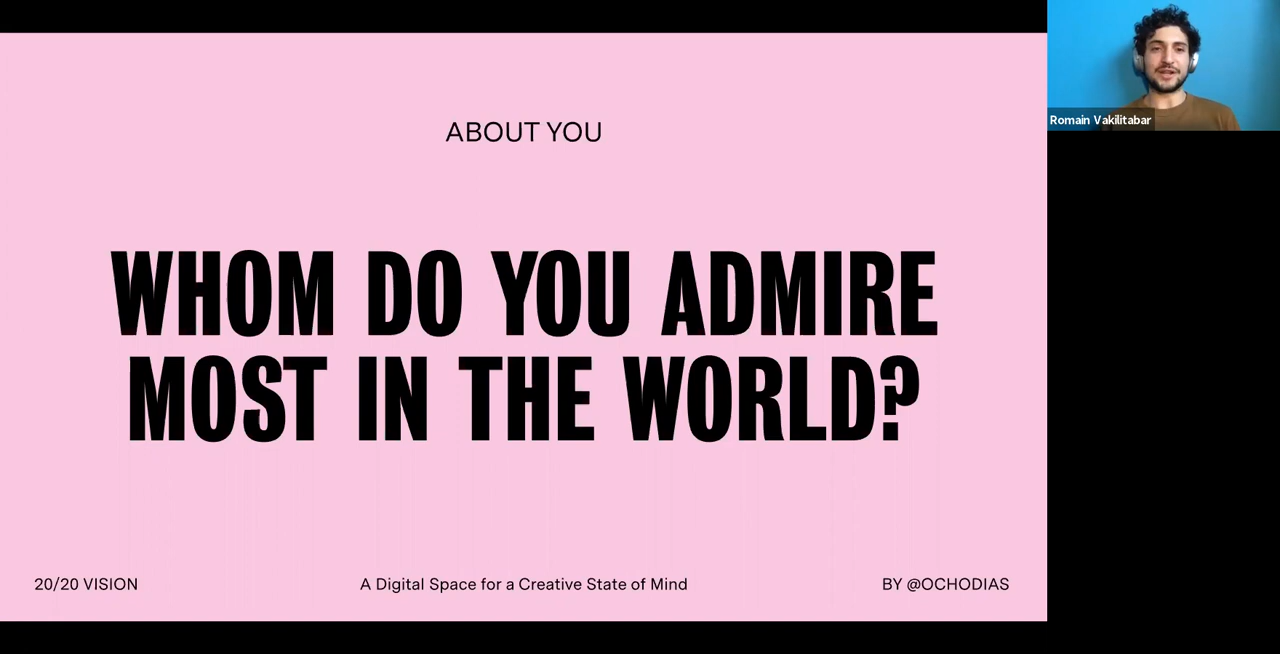 ABOUT YOU
WHOM DO YOU ADMIRE
MOST IN THE WORLD?
20/20 VISION
A Digital Space for a Creative State of Mind
BY @OCHODIAS
Romain Vakilitabar